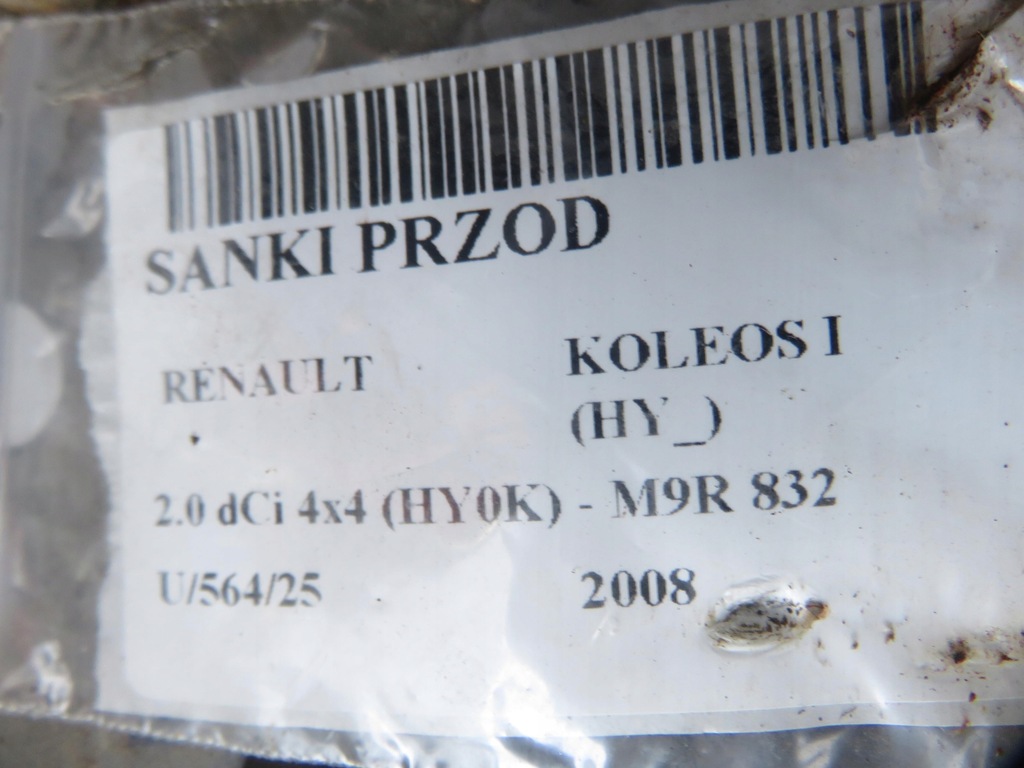 SANKI PRZOD
RENAULT KOLEOS I
(HY_)
2.0 dCi 4x4 (HY0K) - M9R 832
U/564/25 2008